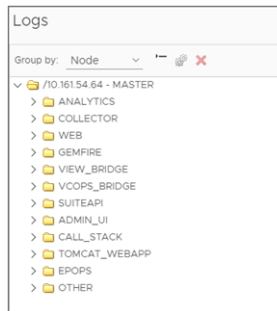 Logs
Group by: Node
/10.161.54.64 - MASTER
ANALYTICS
COLLECTOR
WEB
GEMFIRE
VIEW_BRIDGE
VCOPS_BRIDGE
SUITEAPI
ADMIN_UI
CALL_STACK
TOMCAT_WEBAPP
EPOPS
OTHER